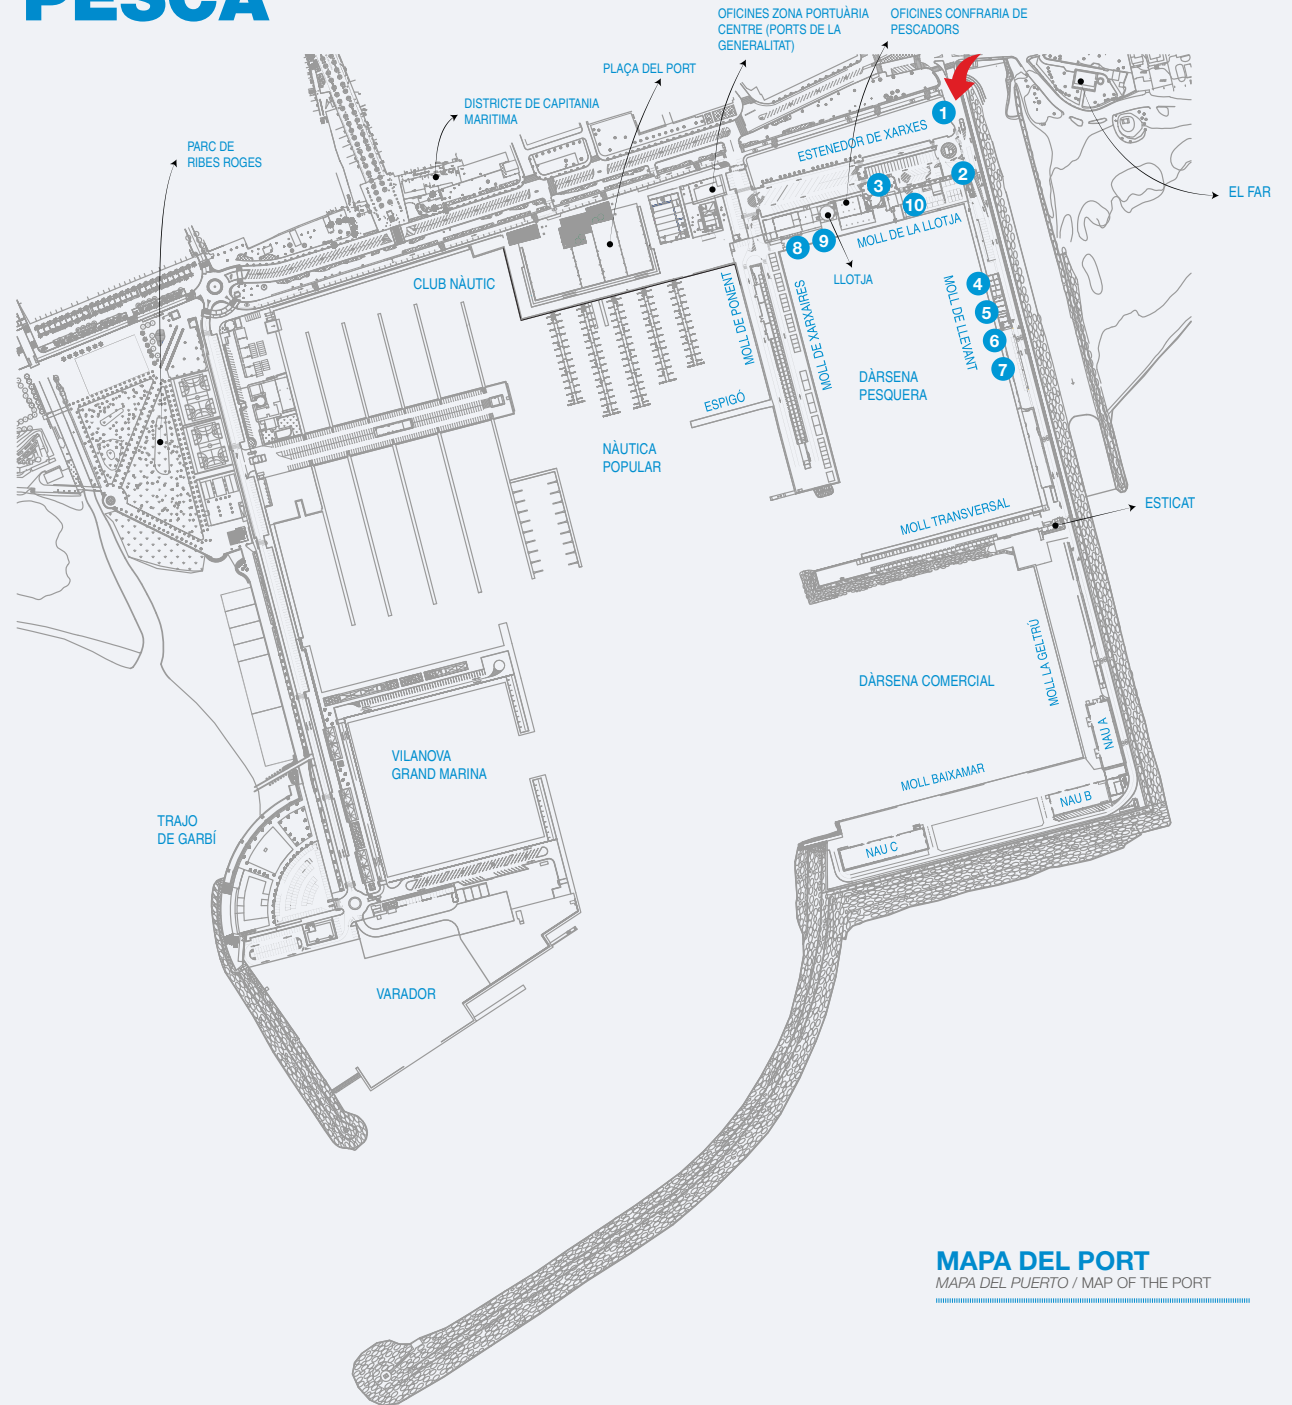 PESCA
OFICINES ZONA PORTUÀRIA
CENTRE (PORTS DE LA
GENERALITAT)
OFICINES CONFRARIA DE
PESCADORS
PLAÇA DEL PORT
DISTRICTE DE CAPITANIA
MARITIMA
PARC DE
RIBES ROGES
EL FAR
1
ESTENEDOR DE XARXES
2
3
10
MOLL DE LA LLOTJA
8
9
LLOTJA
CLUB NÀUTIC
MOLL DE PONENT
MOLL DE XARXAIRES
MOLL DE LLEVANT
4
5
6
7
DÀRSENA
PESQUERA
ESPIGÓ
NÀUTICA
POPULAR
MOLL TRANSVERSAL
ESTICAT
MOLL LA GELTRÚ
DÀRSENA COMERCIAL
NAU A
VILANOVA
GRAND MARINA
MOLL BAIXAMAR
NAU B
NAU C
TRAJO
DE GARBÍ
VARADOR
MAPA DEL PORT
MAPA DEL PUERTO / MAP OF THE PORT